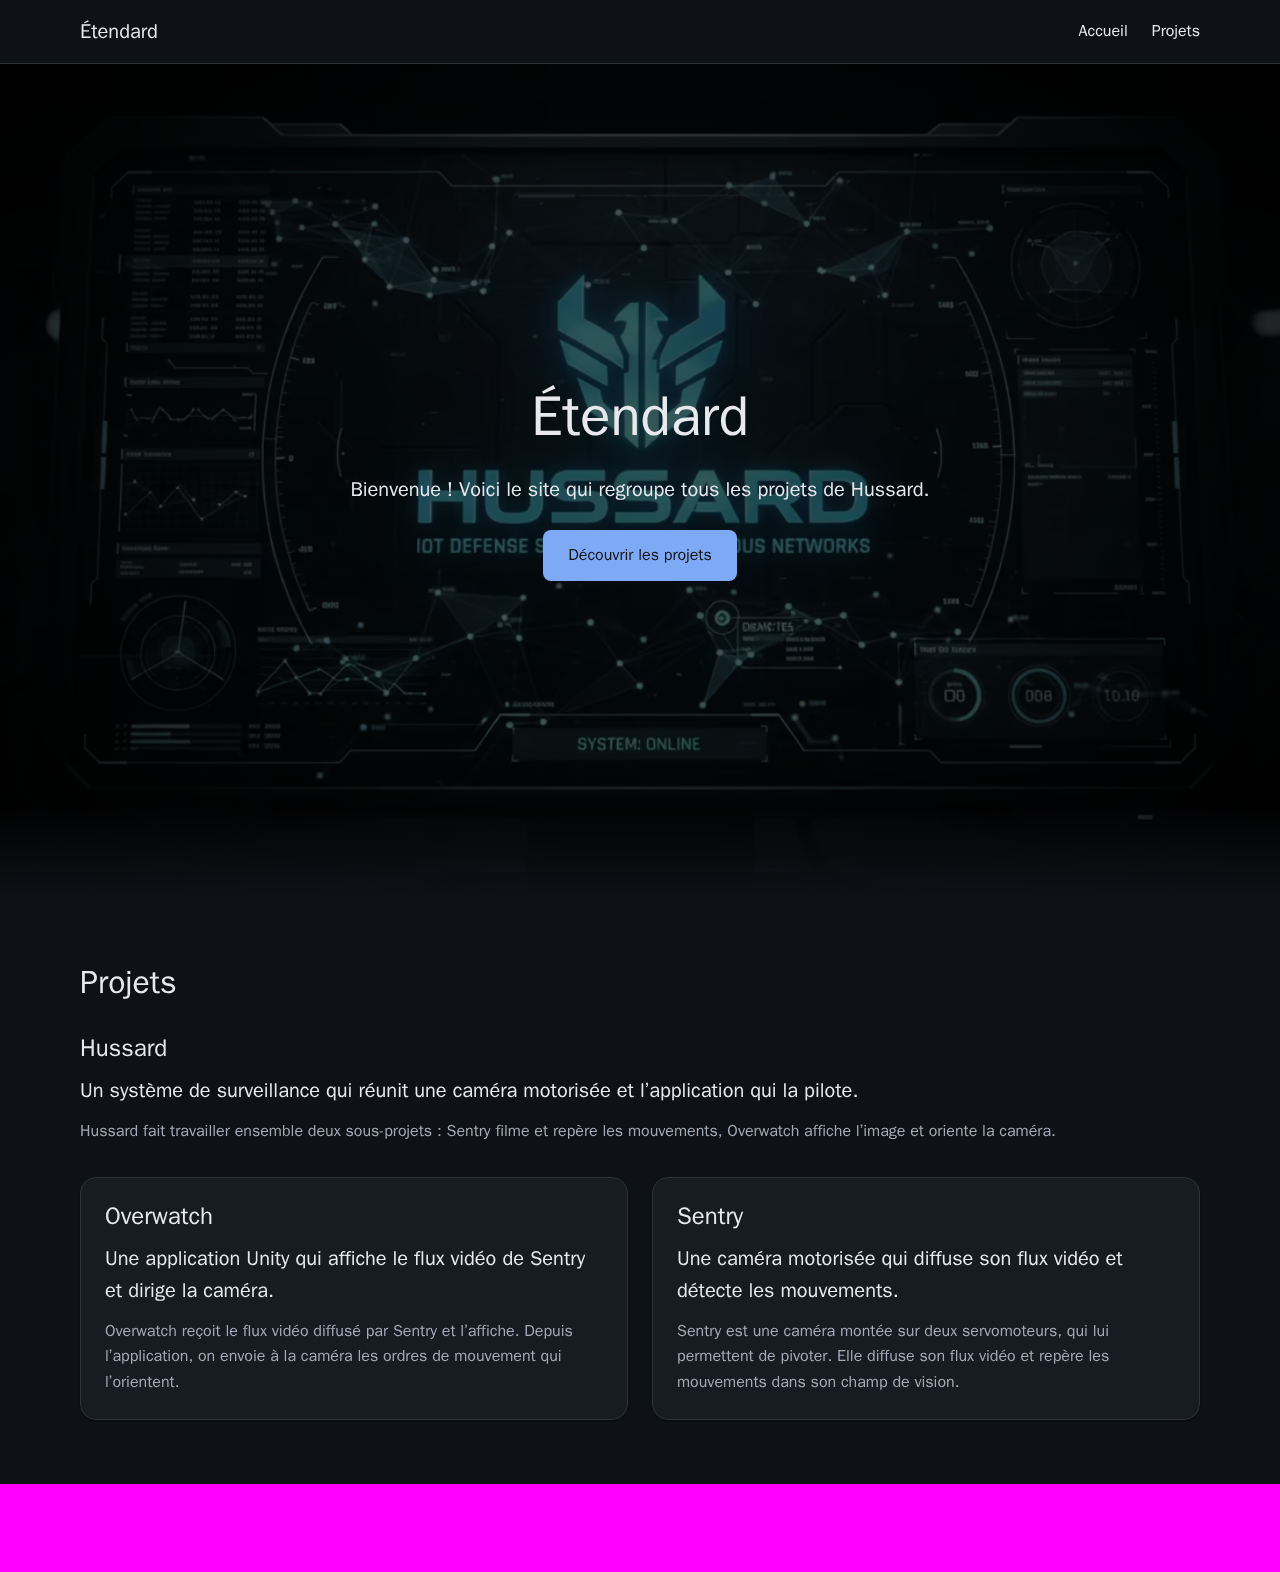 Étendard
Accueil Projets
HUSSARD
Étendard
Bienvenue ! Voici le site qui regroupe tous les projets de Hussard.
IOT DEFENSE S
OUS NETWORKS
Découvrir les projets
SYSTEM: ONLINE
Projets
Hussard
Un système de surveillance qui réunit une caméra motorisée et l’application qui la pilote.
Hussard fait travailler ensemble deux sous-projets : Sentry filme et repère les mouvements, Overwatch affiche l’image et oriente la caméra.
Overwatch
Une application Unity qui affiche le flux vidéo de Sentry
et dirige la caméra.
Overwatch reçoit le flux vidéo diffusé par Sentry et l’affiche. Depuis
l’application, on envoie à la caméra les ordres de mouvement qui
l’orientent.
Sentry
Une caméra motorisée qui diffuse son flux vidéo et
détecte les mouvements.
Sentry est une caméra montée sur deux servomoteurs, qui lui
permettent de pivoter. Elle diffuse son flux vidéo et repère les
mouvements dans son champ de vision.